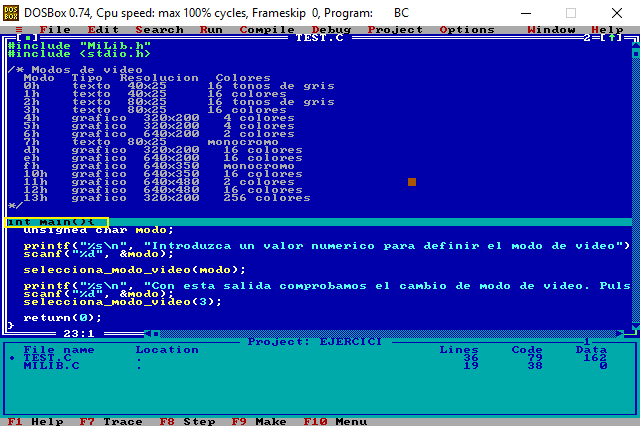 DOSBox 0.74, Cpu speed: max 100% cycles, Frameskip 0, Program: BC
≡ File Edit Search Run Compile Debug Project Options Window Help
TEST.C 2=[↑]
#include "MiLib.h"
#include <stdio.h>
/* Modos de video
Modo Tipo Resolucion Colores
0h texto 40x25 16 tonos de gris
1h texto 40x25 16 colores
2h texto 80x25 16 tonos de gris
3h texto 80x25 16 colores
4h grafico 320x200 4 colores
5h grafico 320x200 4 colores
6h grafico 640x200 2 colores
7h texto 80x25 monocromo
dh grafico 320x200 16 colores
eh grafico 640x200 16 colores
fh grafico 640x350 monocromo
10h grafico 640x350 16 colores
11h grafico 640x480 2 colores
12h grafico 640x480 16 colores
13h grafico 320x200 256 colores
*/
int main(){
unsigned char modo;
printf("%s\n", "Introduzca un valor numerico para definir el modo de video")
scanf("%d", &modo);
selecciona_modo_video(modo);
printf("%s\n", "Con esta salida comprobamos el cambio de modo de video. Puls
scanf("%d", &modo);
selecciona_modo_video(3);
return(0);
}
23:1
Project: EJERCICI 1
File name Location Lines Code Data
• TEST.C . 36 79 162
MILIB.C . 19 38 0
F1 Help F7 Trace F8 Step F9 Make F10 Menu